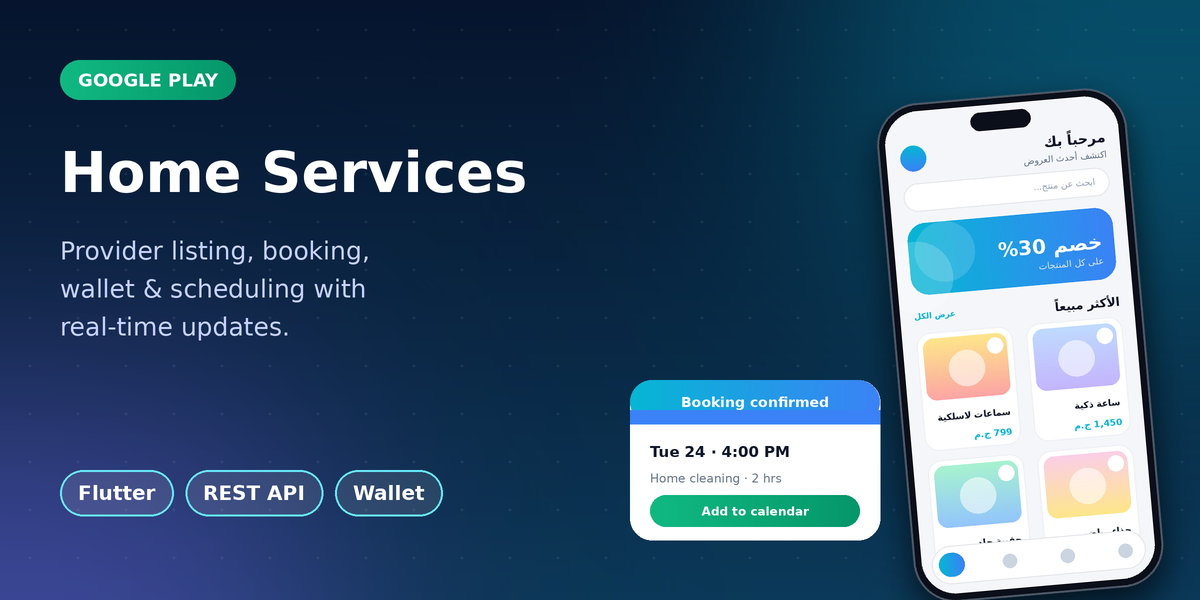 GOOGLE PLAY
Home Services
Provider listing, booking,
wallet & scheduling with
real-time updates.
Flutter
REST API
Wallet
Booking confirmed
Tue 24 · 4:00 PM
Home cleaning · 2 hrs
Add to calendar
مرحباً بك
اكتشف أحدث العروض
ابحث عن منتج...
خصم 30%
على كل المنتجات
الأكثر مبيعاً
عرض الكل
ساعة ذكية
1,450 ج.م
سماعات لاسلكية
799 ج.م